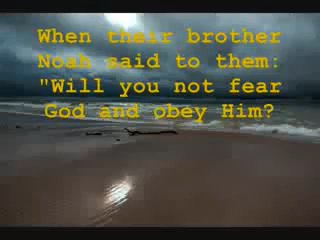 When their brother
Noah said to them:
"Will you not fear
God and obey Him?